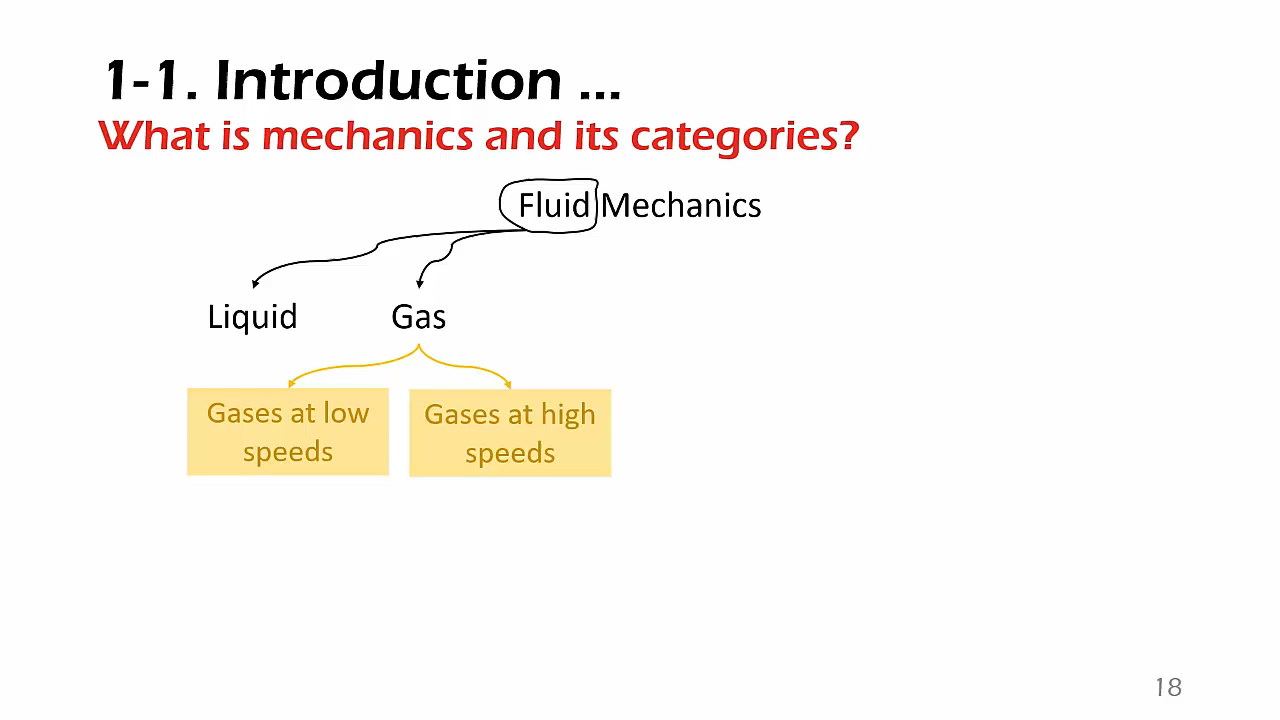 1-1. Introduction ...
What is mechanics and its categories?
Fluid Mechanics
Liquid
Gas
Gases at low
speeds
Gases at high
speeds
18